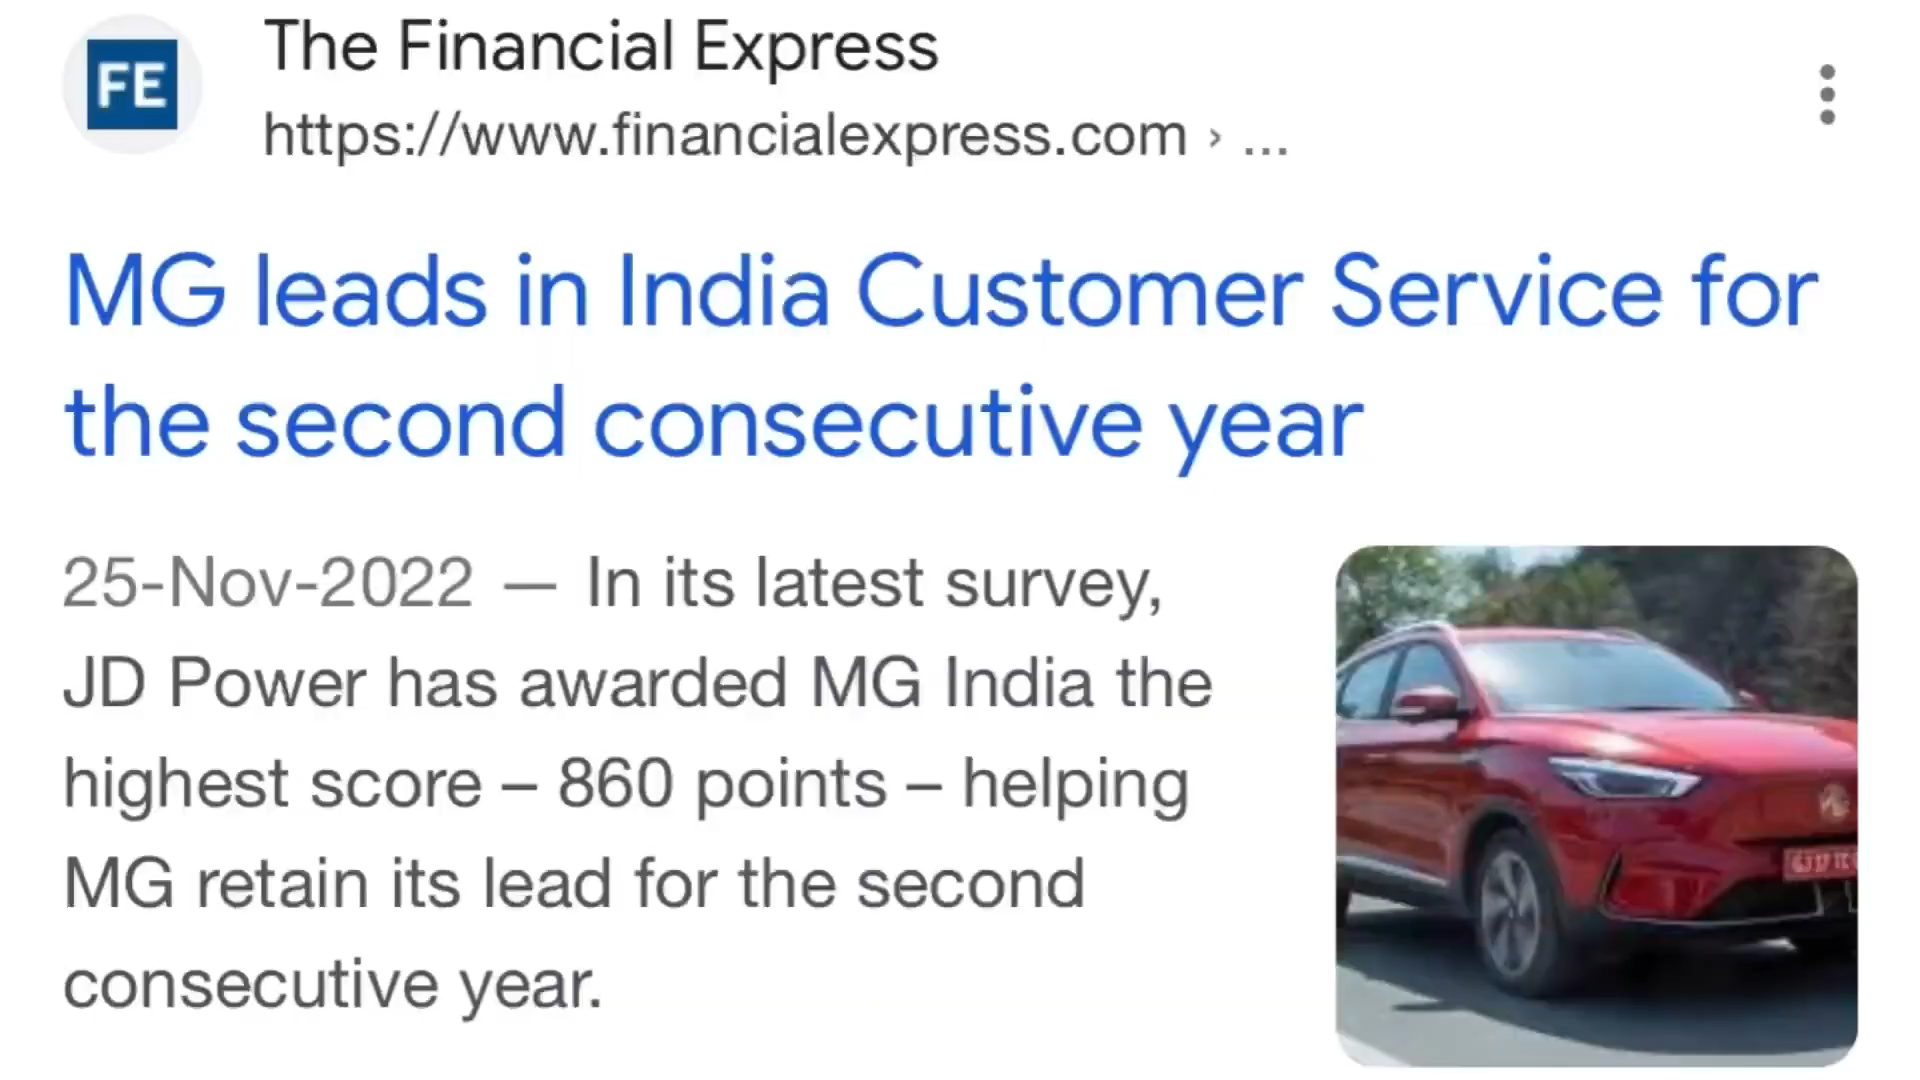 FE
The Financial Express
https://www.financialexpress.com › ...
MG leads in India Customer Service for
the second consecutive year
25-Nov-2022 — In its latest survey,
JD Power has awarded MG India the
highest score – 860 points – helping
MG retain its lead for the second
consecutive year.